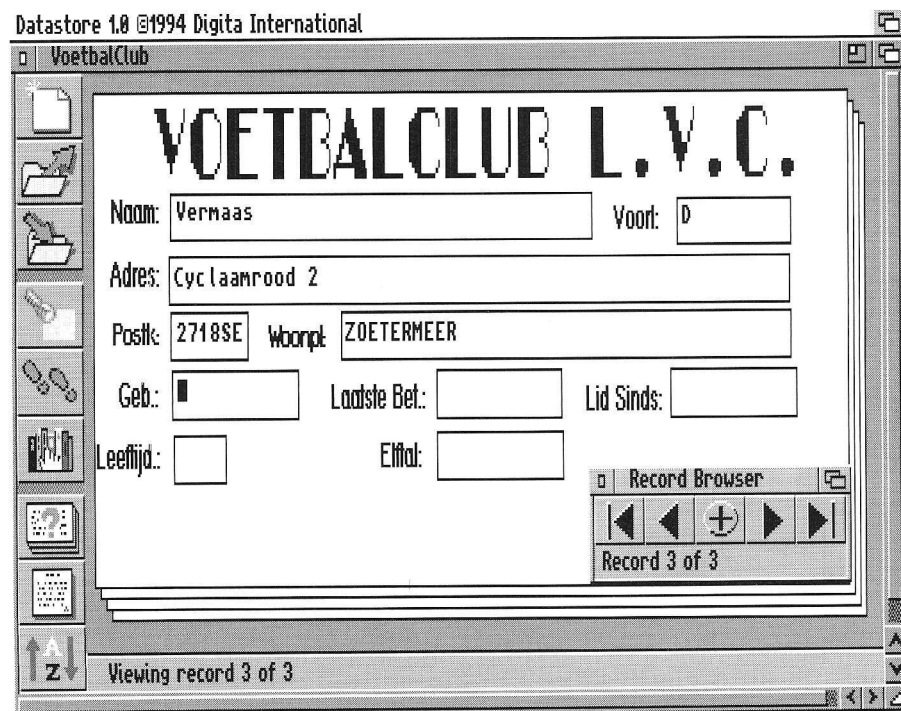 Datastore 1.0 ©1994 Digita International
VoetbalClub
VOETBALCLUB L.V.C.
Naam: Vermaas Voorl: D
Adres: Cyclaamrood 2
Postk: 2718SE Woonpl: ZOETERMEER
Geb.: Laatste Bet.: Lid Sinds:
Leeftijd.: Elftal:
Record Browser
Record 3 of 3
?
A
Z
Viewing record 3 of 3